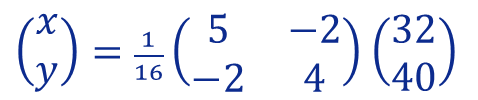 (x y) = 1/16 (5 −2 −2 4) (32 40)